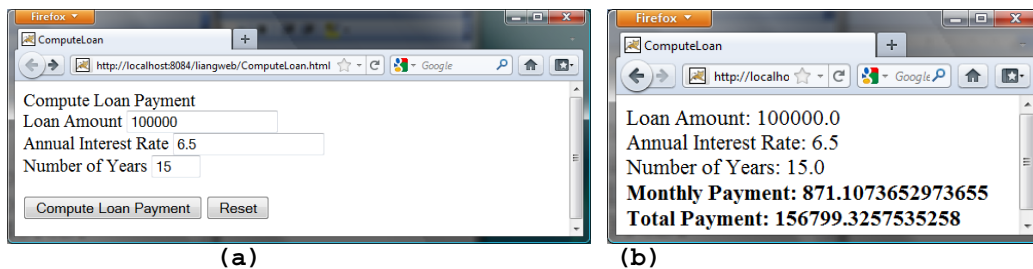 Firefox
ComputeLoan
http://localhost:8084/liangweb/ComputeLoan.html
Google
Compute Loan Payment
Loan Amount 100000
Annual Interest Rate 6.5
Number of Years 15
Compute Loan Payment Reset
(a)
Firefox
ComputeLoan
http://localho
Google
Loan Amount: 100000.0
Annual Interest Rate: 6.5
Number of Years: 15.0
Monthly Payment: 871.1073652973655
Total Payment: 156799.3257535258
(b)